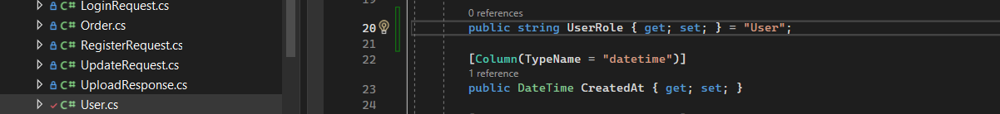 LoginRequest.cs
C# Order.cs
C# RegisterRequest.cs
C# UpdateRequest.cs
C# UploadResponse.cs
C# User.cs
0 references
20 public string UserRole { get; set; } = "User";
21
22 [Column(TypeName = "datetime")]
1 reference
23 public DateTime CreatedAt { get; set; }
24